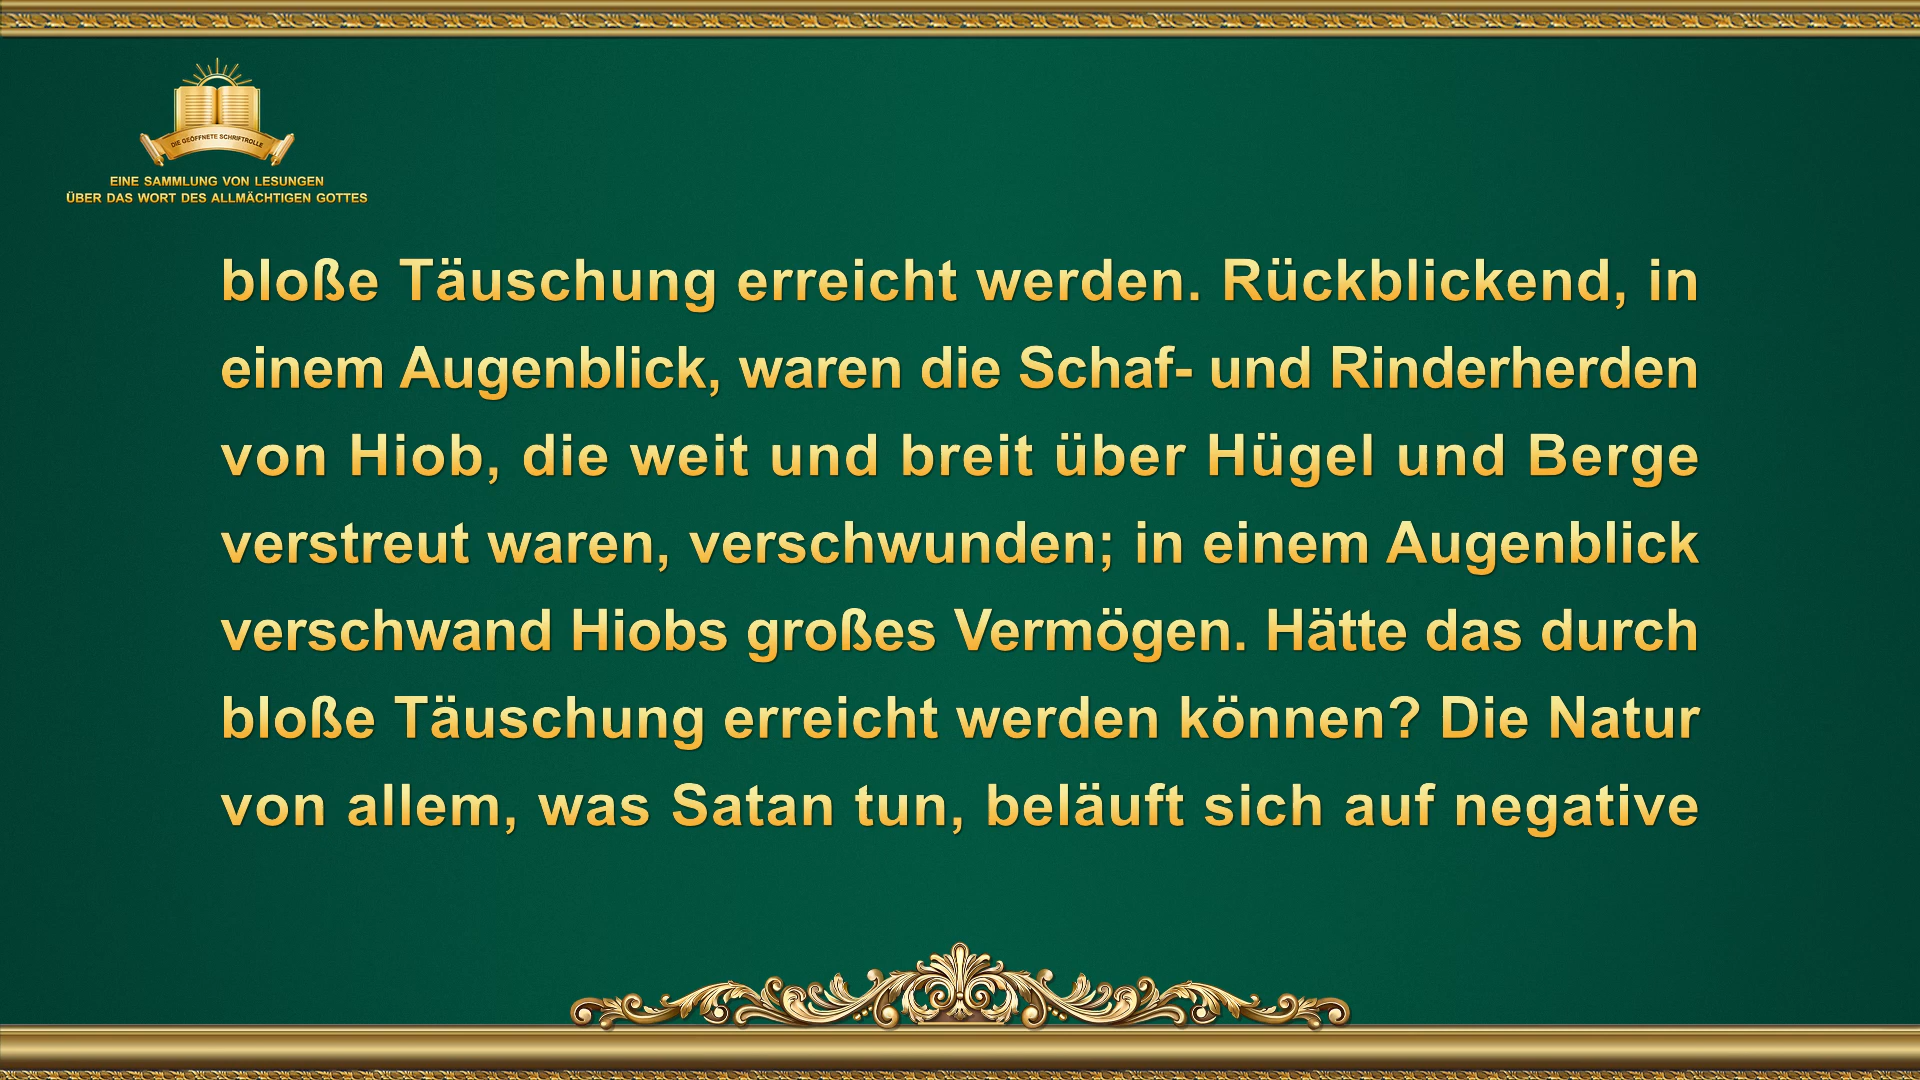 DIE GEÖFFNETE SCHRIFTROLLE
EINE SAMMLUNG VON LESUNGEN
ÜBER DAS WORT DES ALLMÄCHTIGEN GOTTES
bloße Täuschung erreicht werden. Rückblickend, in
einem Augenblick, waren die Schaf- und Rinderherden
von Hiob, die weit und breit über Hügel und Berge
verstreut waren, verschwunden; in einem Augenblick
verschwand Hiobs großes Vermögen. Hätte das durch
bloße Täuschung erreicht werden können? Die Natur
von allem, was Satan tun, beläuft sich auf negative